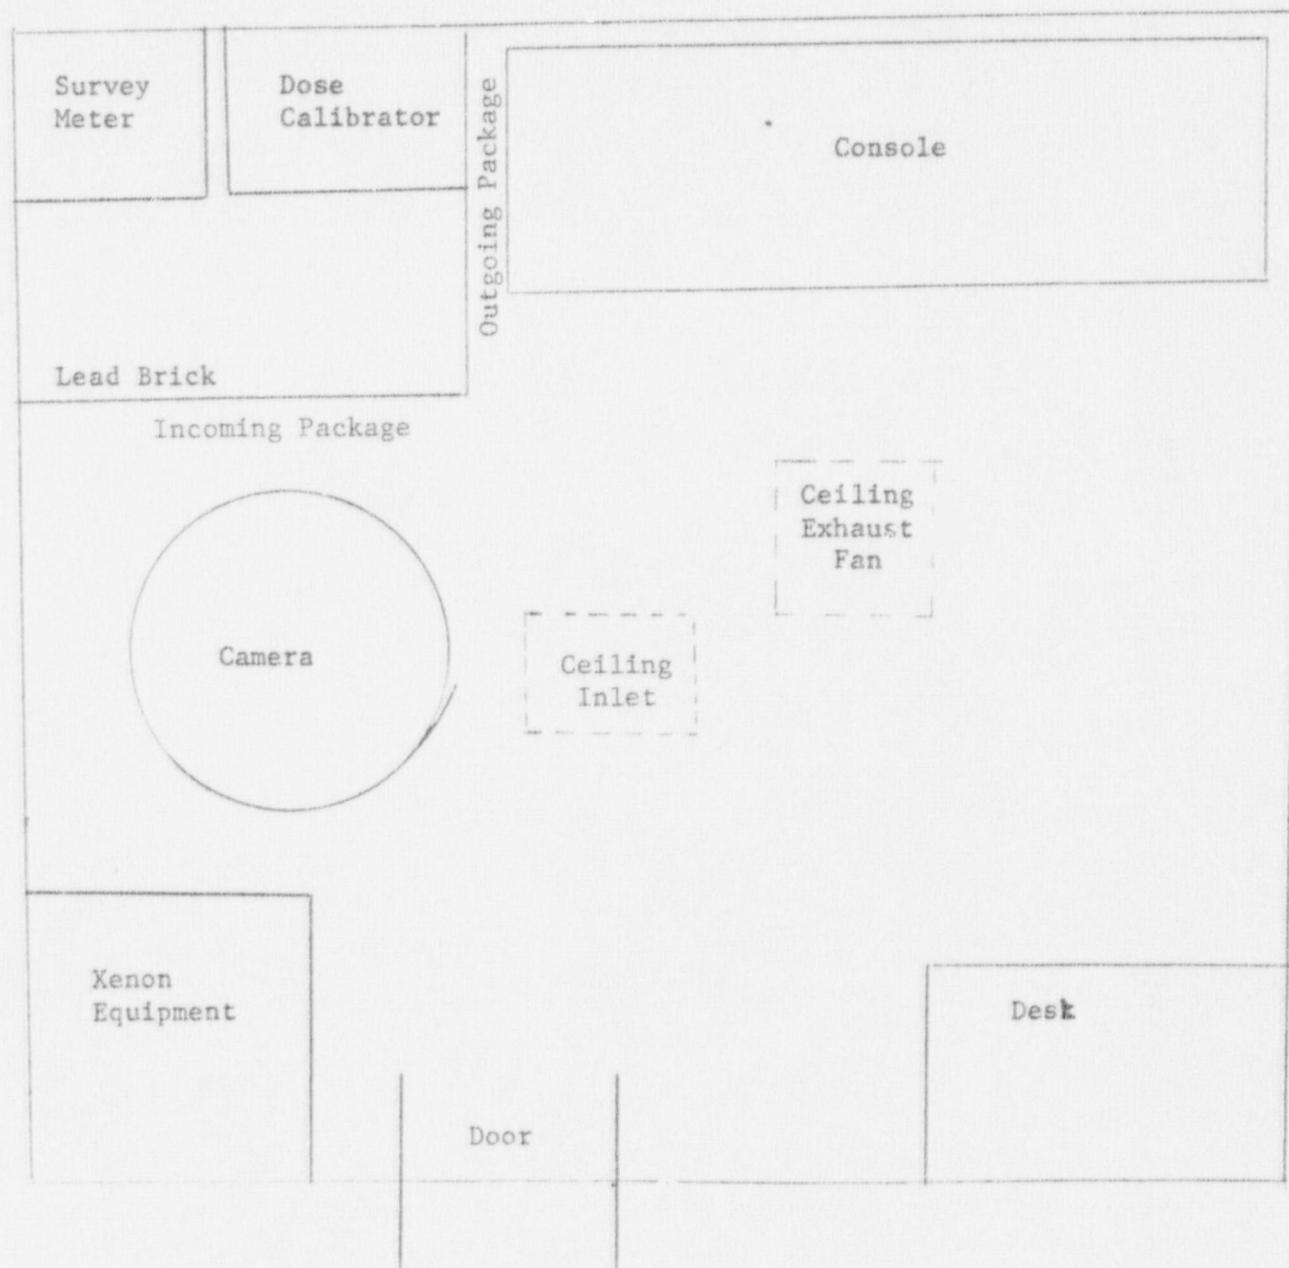 Survey
Meter
Dose
Calibrator
Outgoing Package
Console
Lead Brick
Incoming Package
Ceiling
Exhaust
Fan
Camera
Ceiling
Inlet
Xenon
Equipment
Desk
Door